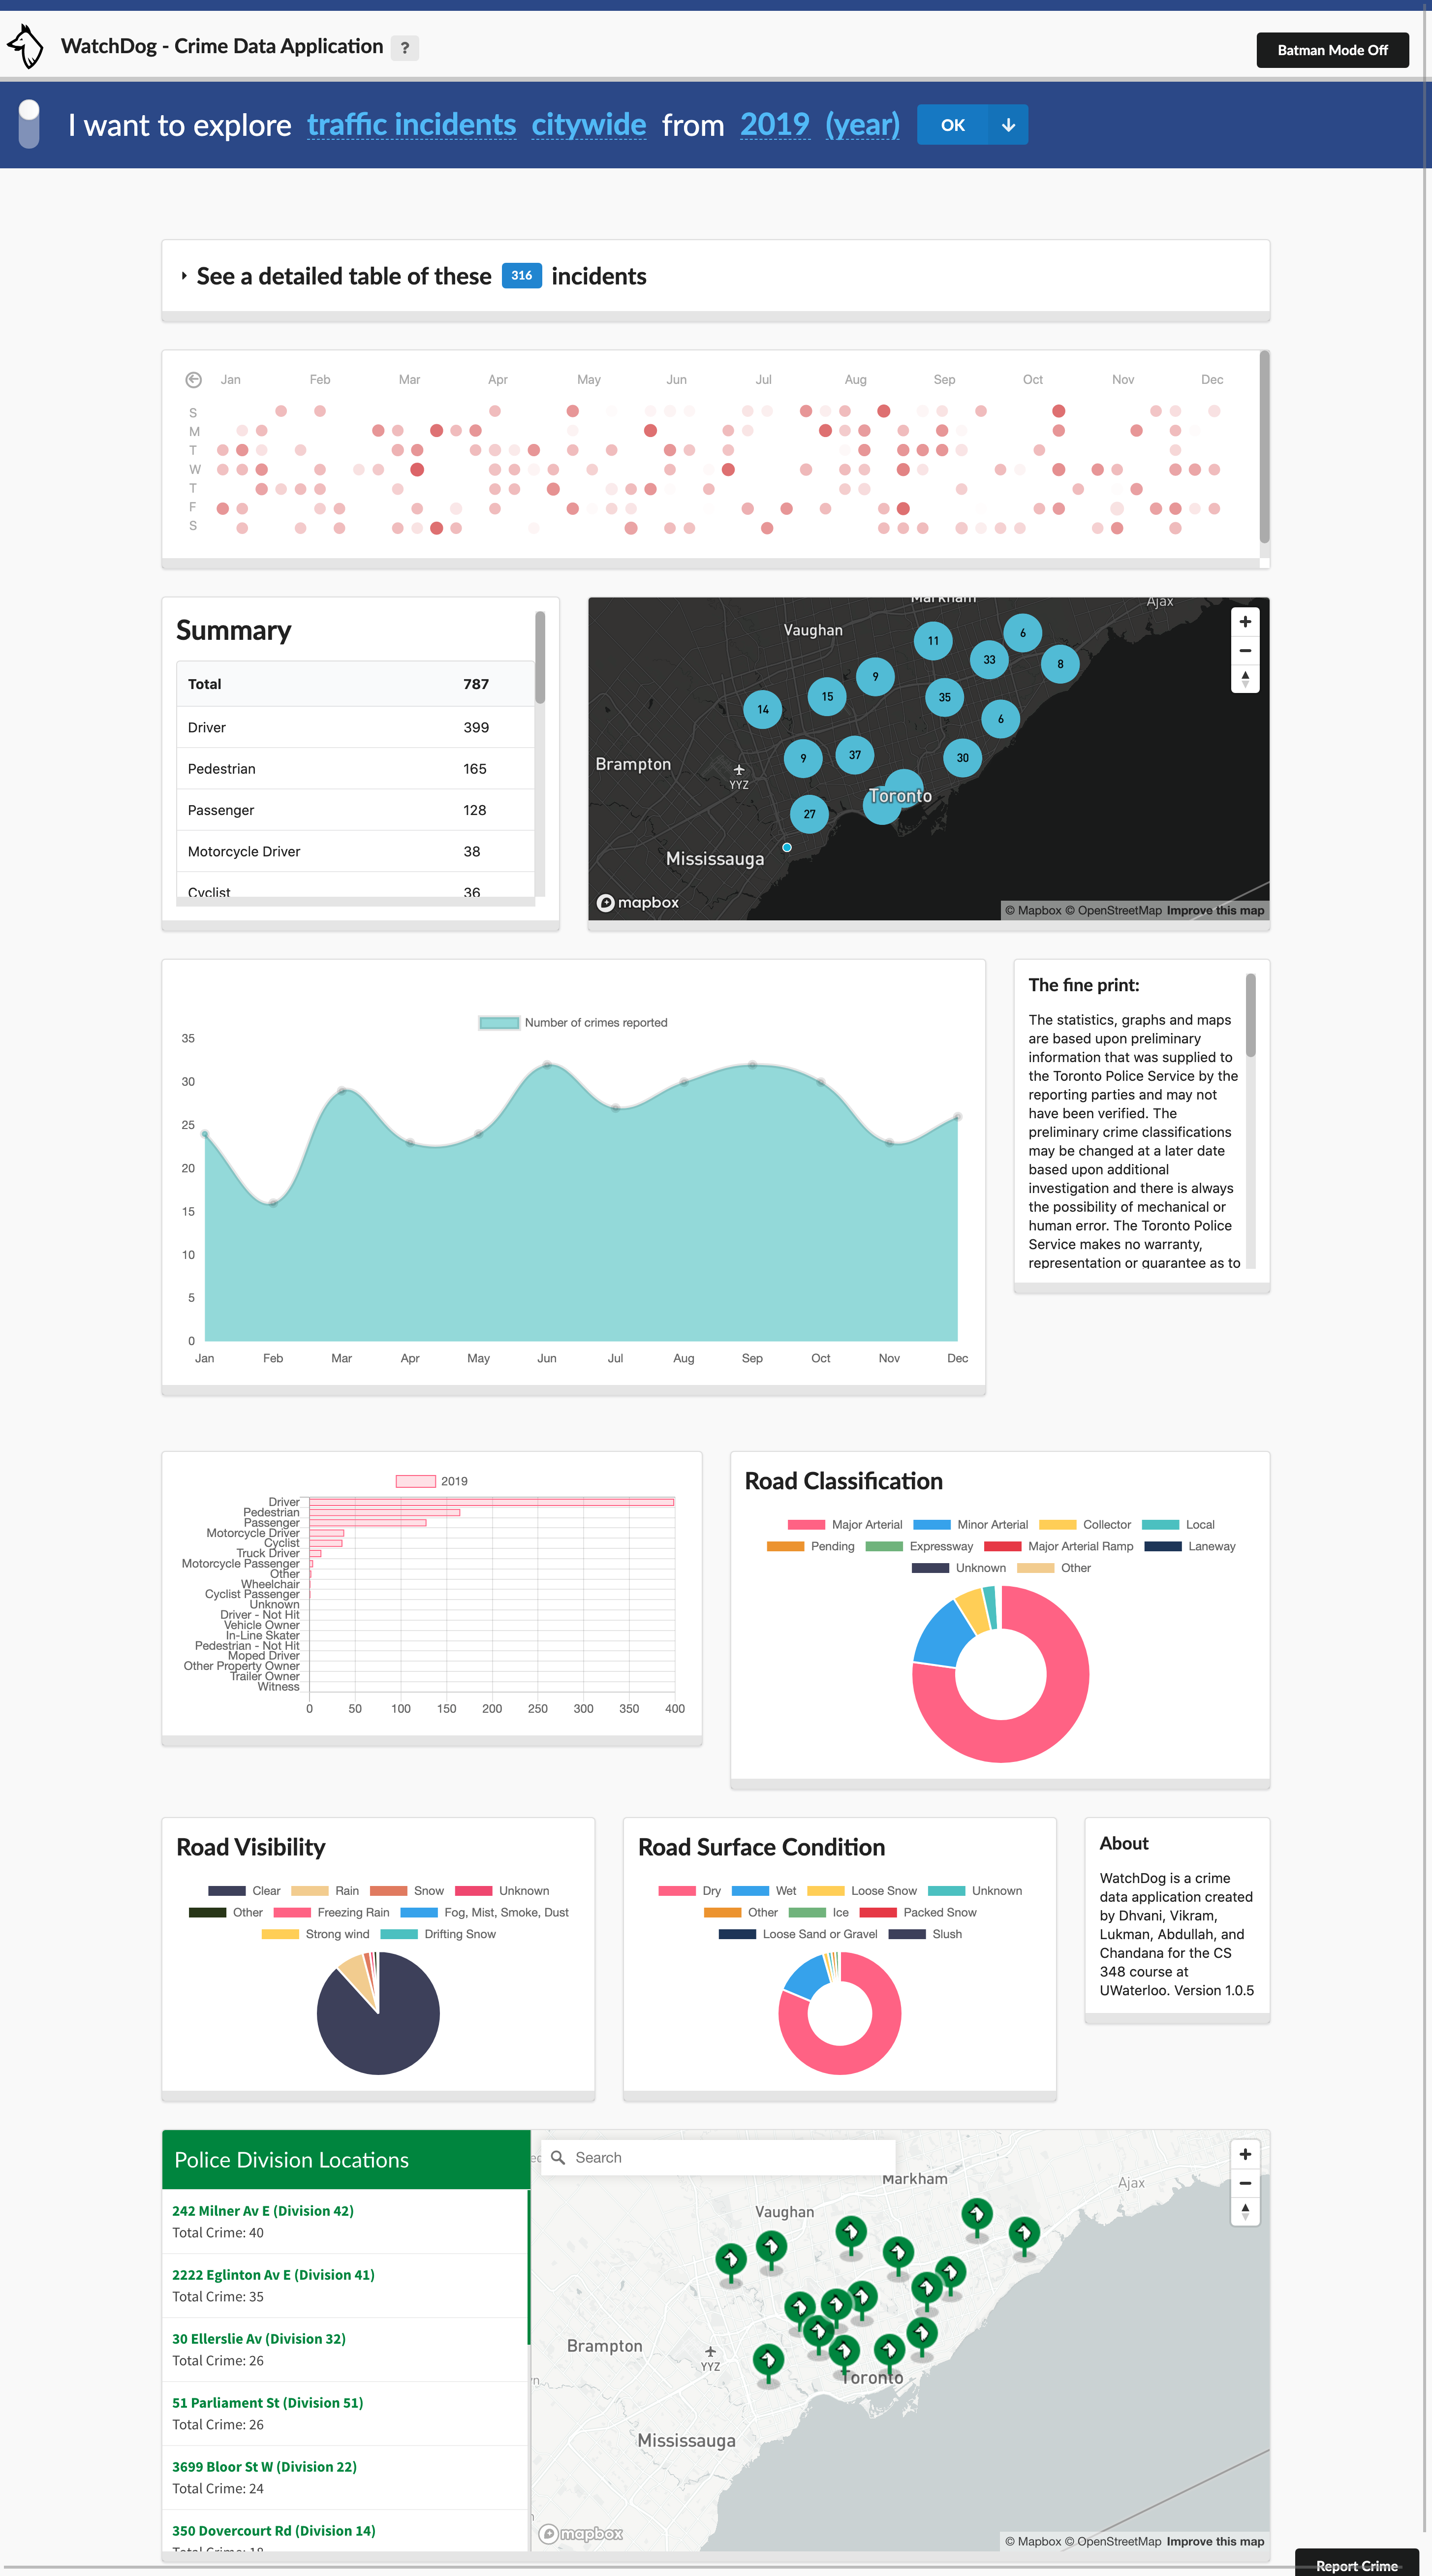 WatchDog - Crime Data Application ?
Batman Mode Off
I want to explore traffic incidents citywide from 2019 (year) OK
See a detailed table of these 316 incidents
Jan Feb Mar Apr May Jun Jul Aug Sep Oct Nov Dec
S
M
T
W
T
F
S
Summary
Total 787
Driver 399
Pedestrian 165
Passenger 128
Motorcycle Driver 38
Cyclist 36
Markham
Ajax
Vaughan
11
6
33
8
9
15
35
14
6
9
37
30
Brampton
YYZ
Toronto
27
Mississauga
mapbox
© Mapbox © OpenStreetMap Improve this map
Number of crimes reported
35
30
25
20
15
10
5
0
Jan Feb Mar Apr May Jun Jul Aug Sep Oct Nov Dec
The fine print:
The statistics, graphs and maps
are based upon preliminary
information that was supplied to
the Toronto Police Service by the
reporting parties and may not
have been verified. The
preliminary crime classifications
may be changed at a later date
based upon additional
investigation and there is always
the possibility of mechanical or
human error. The Toronto Police
Service makes no warranty,
representation or guarantee as to
2019
Driver
Pedestrian
Passenger
Motorcycle Driver
Cyclist
Truck Driver
Motorcycle Passenger
Other
Wheelchair
Cyclist Passenger
Unknown
Driver - Not Hit
Vehicle Owner
In-Line Skater
Pedestrian - Not Hit
Moped Driver
Other Property Owner
Trailer Owner
Witness
0 50 100 150 200 250 300 350 400
Road Classification
Major Arterial Minor Arterial Collector Local
Pending Expressway Major Arterial Ramp Laneway
Unknown Other
Road Visibility
Clear Rain Snow Unknown
Other Freezing Rain Fog, Mist, Smoke, Dust
Strong wind Drifting Snow
Road Surface Condition
Dry Wet Loose Snow Unknown
Other Ice Packed Snow
Loose Sand or Gravel Slush
About
WatchDog is a crime
data application created
by Dhvani, Vikram,
Lukman, Abdullah, and
Chandana for the CS
348 course at
UWaterloo. Version 1.0.5
Police Division Locations
242 Milner Av E (Division 42)
Total Crime: 40
2222 Eglinton Av E (Division 41)
Total Crime: 35
30 Ellerslie Av (Division 32)
Total Crime: 26
51 Parliament St (Division 51)
Total Crime: 26
3699 Bloor St W (Division 22)
Total Crime: 24
350 Dovercourt Rd (Division 14)
Total Crime: 18
Search
Markham
Ajax
Vaughan
Brampton
YYZ
Toronto
Mississauga
mapbox
© Mapbox © OpenStreetMap Improve this map
Report Crime